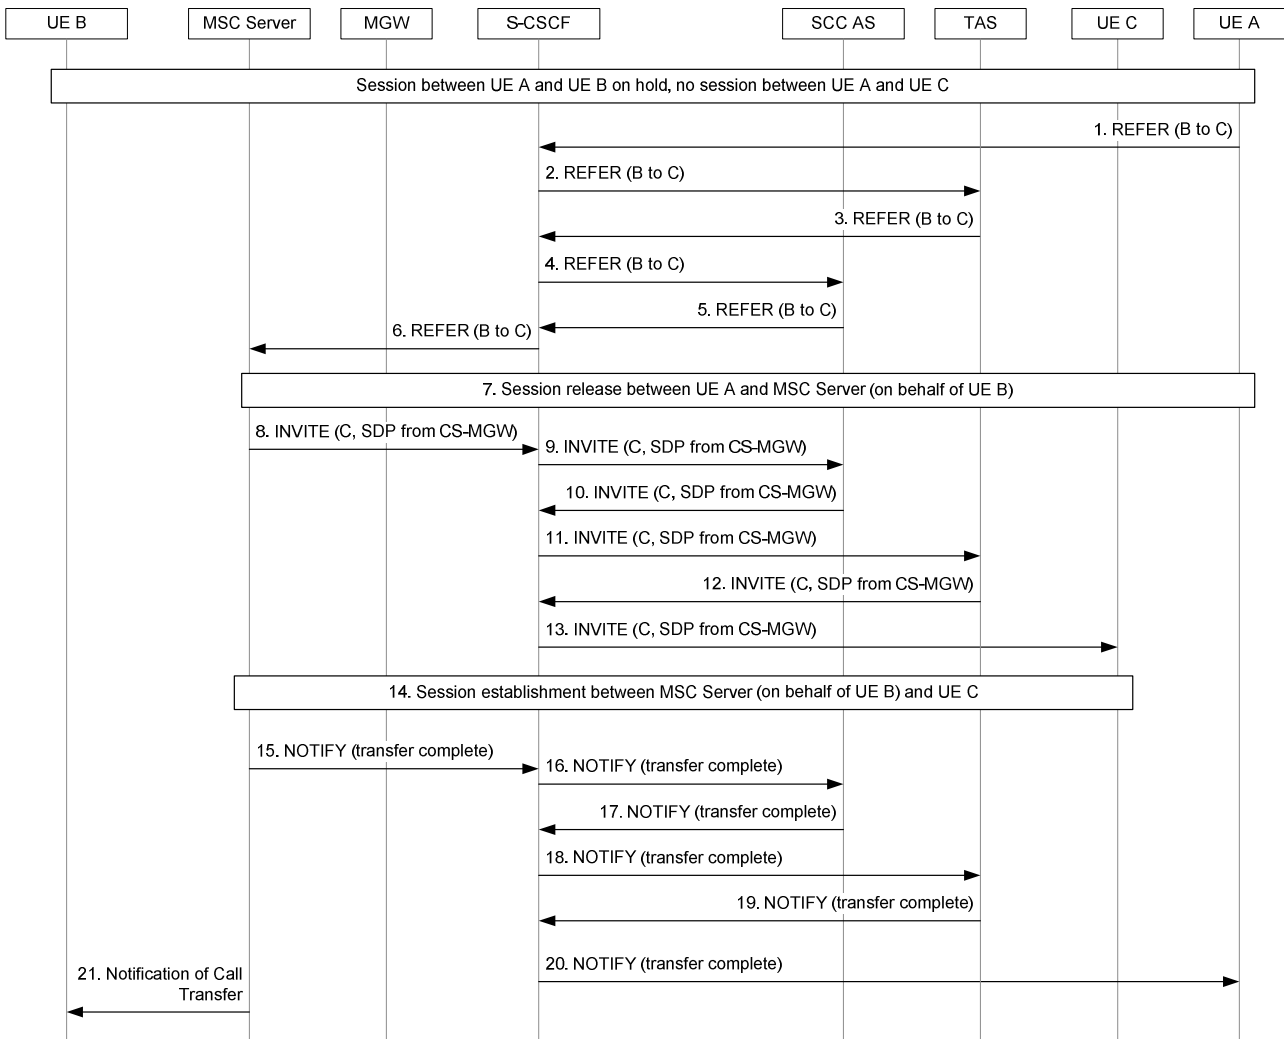 UE B
MSC Server
MGW
S-CSCF
SCC AS
TAS
UE C
UE A
Session between UE A and UE B on hold, no session between UE A and UE C
1. REFER (B to C)
2. REFER (B to C)
3. REFER (B to C)
4. REFER (B to C)
5. REFER (B to C)
6. REFER (B to C)
7. Session release between UE A and MSC Server (on behalf of UE B)
8. INVITE (C, SDP from CS-MGW)
9. INVITE (C, SDP from CS-MGW)
10. INVITE (C, SDP from CS-MGW)
11. INVITE (C, SDP from CS-MGW)
12. INVITE (C, SDP from CS-MGW)
13. INVITE (C, SDP from CS-MGW)
14. Session establishment between MSC Server (on behalf of UE B) and UE C
15. NOTIFY (transfer complete)
16. NOTIFY (transfer complete)
17. NOTIFY (transfer complete)
18. NOTIFY (transfer complete)
19. NOTIFY (transfer complete)
20. NOTIFY (transfer complete)
21. Notification of Call
Transfer